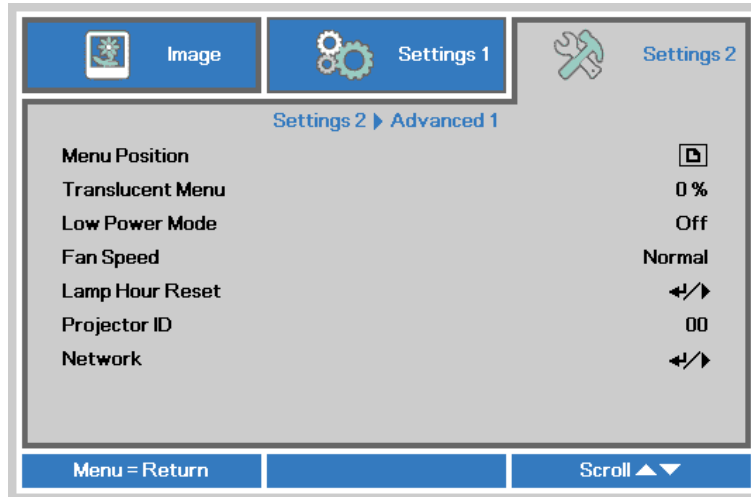 Image Settings 1 Settings 2
Settings 2 ▶ Advanced 1
Menu Position
Translucent Menu 0 %
Low Power Mode Off
Fan Speed Normal
Lamp Hour Reset ↵/▶
Projector ID 00
Network ↵/▶
Menu = Return Scroll ▲▼